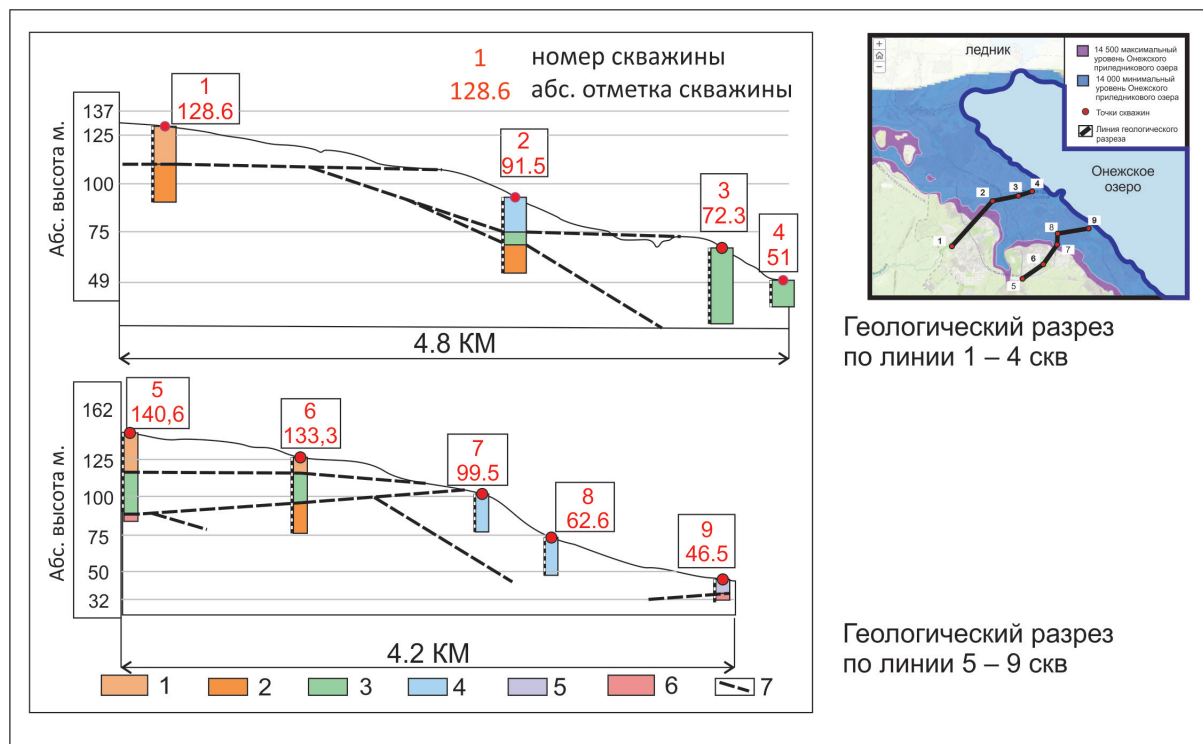 1 номер скважины
128.6 абс. отметка скважины
Абс. высота м.
137
125
100
75
49
1
128.6
2
91.5
3
72.3
4
51
4.8 КМ
Абс. высота м.
162
125
100
75
50
32
5
140,6
6
133,3
7
99.5
8
62.6
9
46.5
4.2 КМ
1 2 3 4 5 6 7
ледник
14 500 максимальный
уровень Онежского
приледникового озера
14 000 минимальный
уровень Онежского
приледникового озера
Точки скважин
Линия геологического
разреза
Онежское
озеро
1
2
3
4
5
6
7
8
9
Геологический разрез
по линии 1 – 4 скв
Геологический разрез
по линии 5 – 9 скв